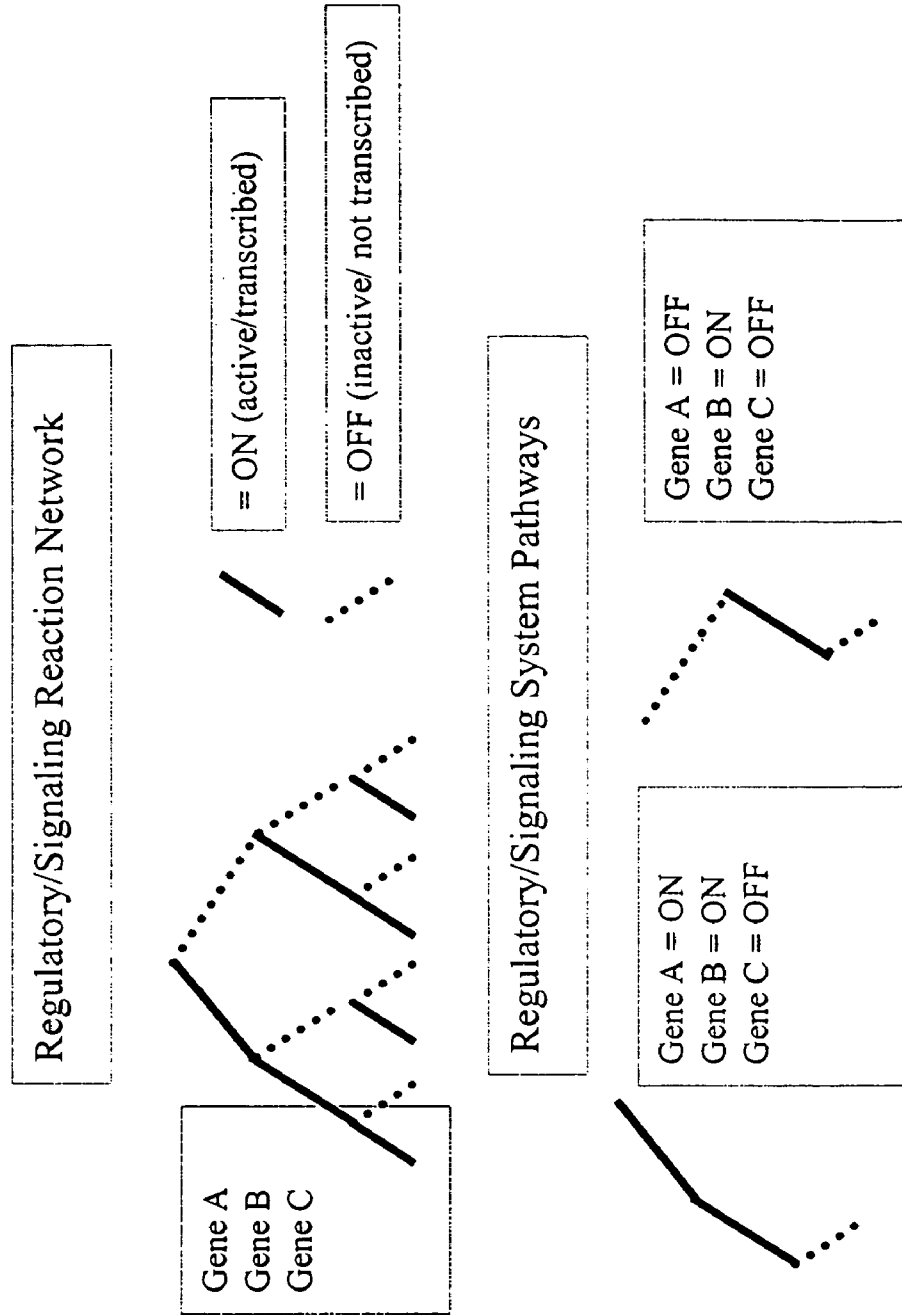 Regulatory/Signaling Reaction Network
Gene A
Gene B
Gene C
= ON (active/transcribed)
= OFF (inactive/ not transcribed)
Regulatory/Signaling System Pathways
Gene A = ON
Gene B = ON
Gene C = OFF
Gene A = OFF
Gene B = ON
Gene C = OFF